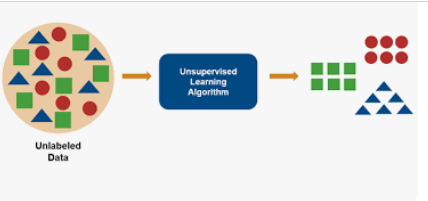 Unsupervised
Learning
Algorithm
Unlabeled
Data